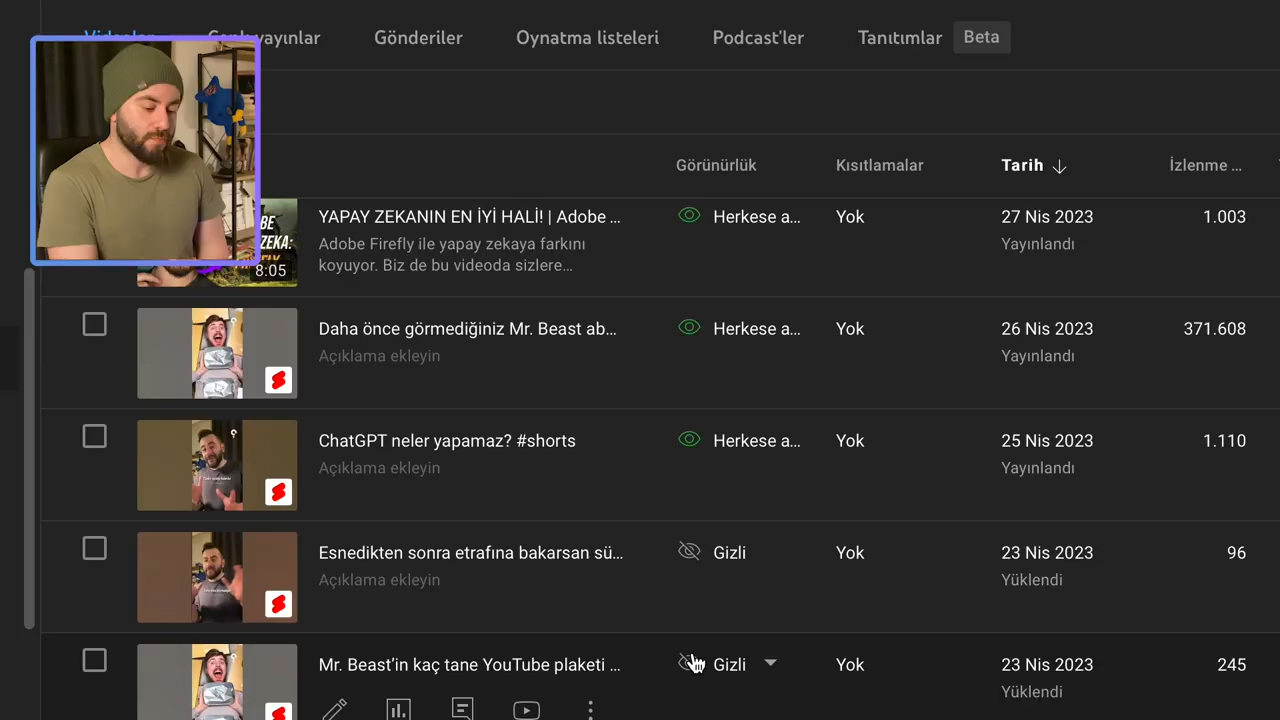 Videolar
Canlı yayınlar
Gönderiler
Oynatma listeleri
Podcast'ler
Tanıtımlar
Beta
Görünürlük
Kısıtlamalar
Tarih
İzlenme ...
BE
ZEKA:
8:05
YAPAY ZEKANIN EN İYİ HALİ! | Adobe ...
Adobe Firefly ile yapay zekaya farkını
koyuyor. Biz de bu videoda sizlere...
Herkese a...
Yok
27 Nis 2023
Yayınlandı
1.003
Daha önce görmediğiniz Mr. Beast ab...
Açıklama ekleyin
Herkese a...
Yok
26 Nis 2023
Yayınlandı
371.608
ChatGPT neler yapamaz? #shorts
Açıklama ekleyin
Herkese a...
Yok
25 Nis 2023
Yayınlandı
1.110
Esnedikten sonra etrafına bakarsan sü...
Açıklama ekleyin
Gizli
Yok
23 Nis 2023
Yüklendi
96
Mr. Beast'in kaç tane YouTube plaketi ...
Gizli
Yok
23 Nis 2023
Yüklendi
245